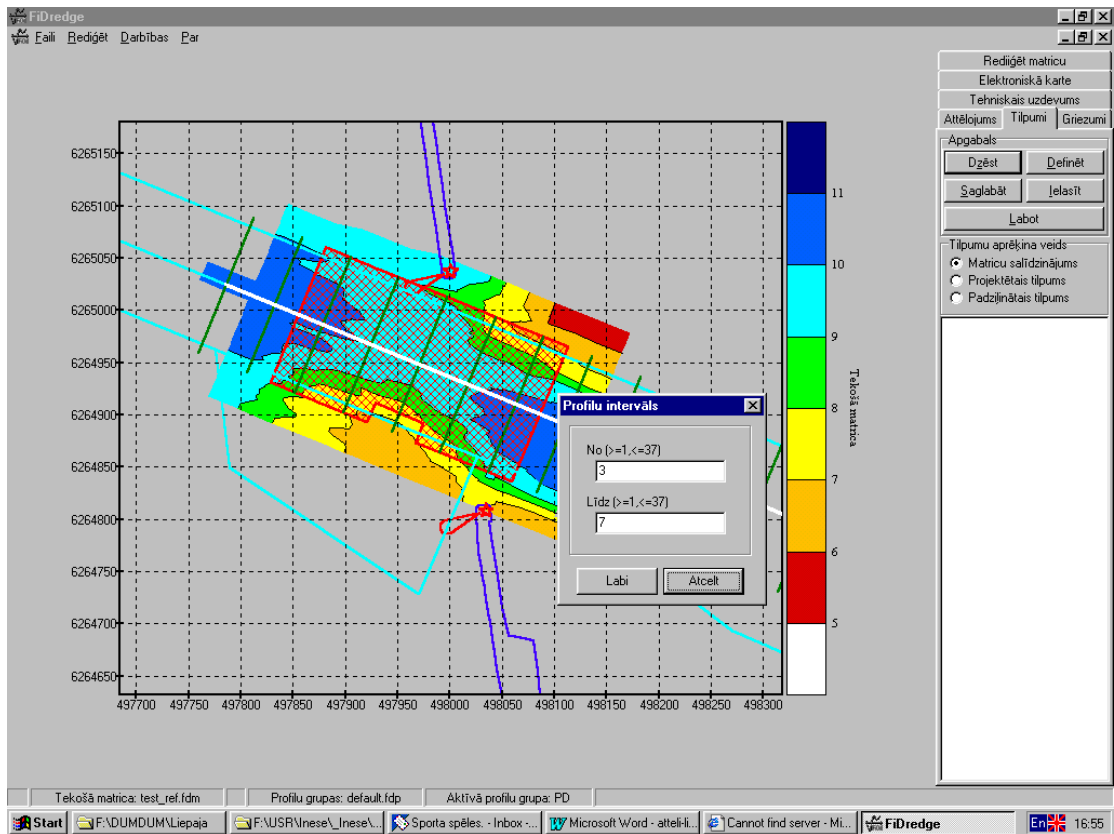 FiDredge
Faili Rediģēt Darbības Par
Rediiģēt matricu
Elektroniskā karte
Tehniskais uzdevums
Attēlojums Tilpumi Griezumi
Apgabals
Dzēst Definēt
Saglabāt Ielasīt
Labot
Tilpumu aprēķina veids
Matricu salīdzinājums
Projektētais tilpums
Padziļinātais tilpums
6265150
6265100
6265050
6265000
6264950
6264900
6264850
6264800
6264750
6264700
6264650
497700 497750 497800 497850 497900 497950 498000 498050 498100 498150 498200 498250 498300
11
10
9
8
7
6
5
Tekošā matrica
Profilu intervāls
No (>=1,<=37)
3
Līdz (>=1,<=37)
7
Labi Atcelt
Tekošā matrica: test_ref.fdm Profilu grupas: default.fdp Aktīvā profilu grupa: PD
Start F:\DUMDUM\Liepaja F:\USR\Inese\_Inese\... Sporta spēles. - Inbox -... Microsoft Word - atteli-li... Cannot find server - Mi... FiDredge En 16:55